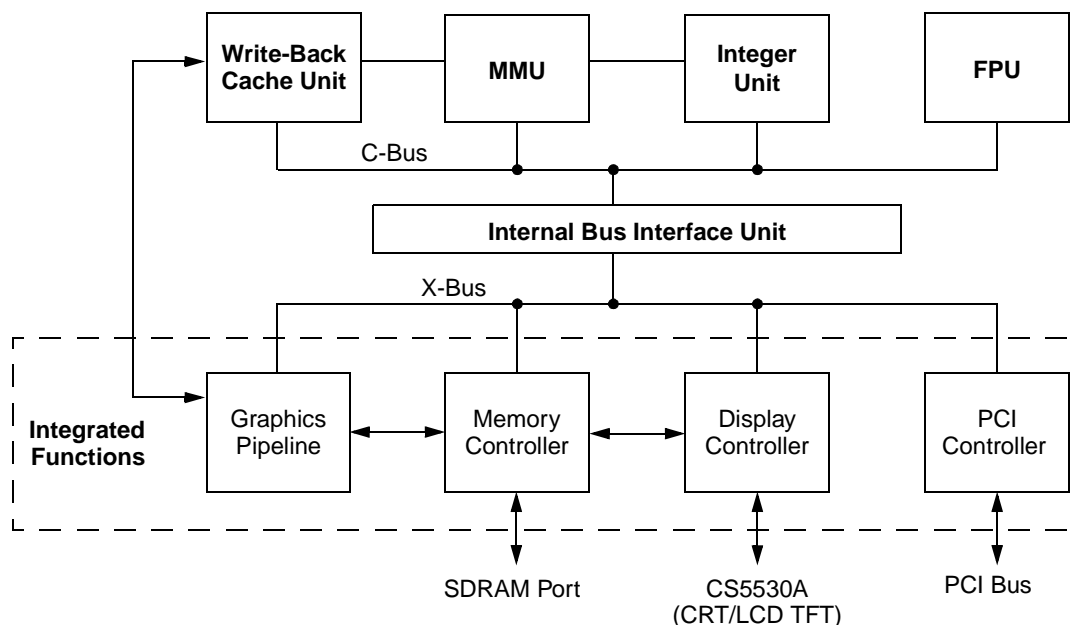 Write-Back
Cache Unit
MMU
Integer
Unit
FPU
C-Bus
Internal Bus Interface Unit
X-Bus
Integrated
Functions
Graphics
Pipeline
Memory
Controller
Display
Controller
PCI
Controller
SDRAM Port
CS5530A
(CRT/LCD TFT)
PCI Bus